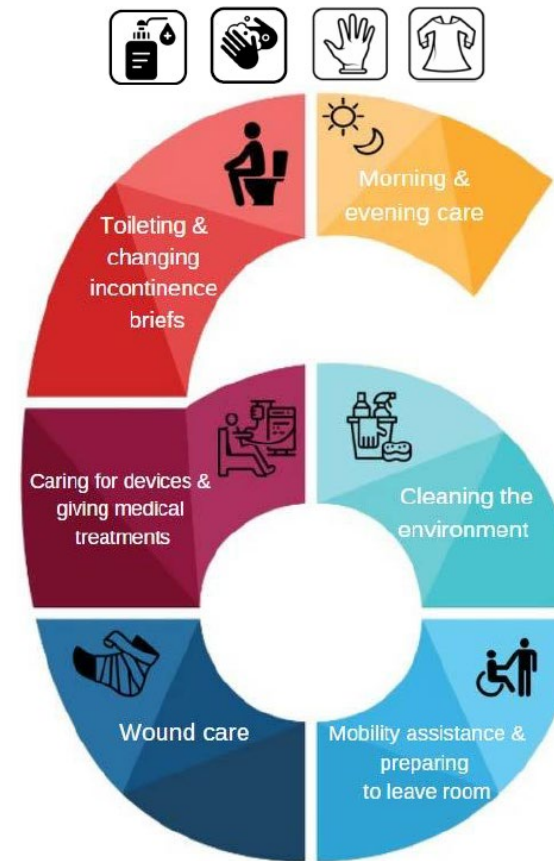 Morning &
evening care
Toileting &
changing
incontinence
briefs
Caring for devices &
giving medical
treatments
Cleaning the
environment
Wound care
Mobility assistance &
preparing
to leave room